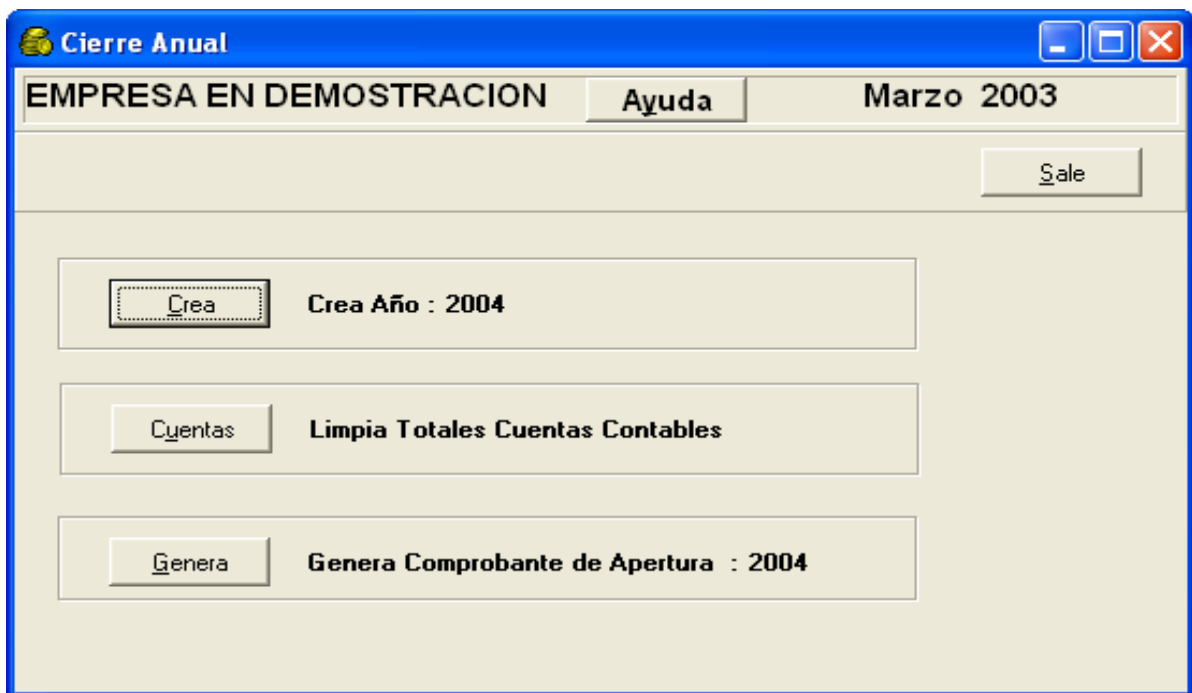 Cierre Anual
EMPRESA EN DEMOSTRACION Ayuda Marzo 2003
Sale
Crea Crea Año : 2004
Cuentas Limpia Totales Cuentas Contables
Genera Genera Comprobante de Apertura : 2004